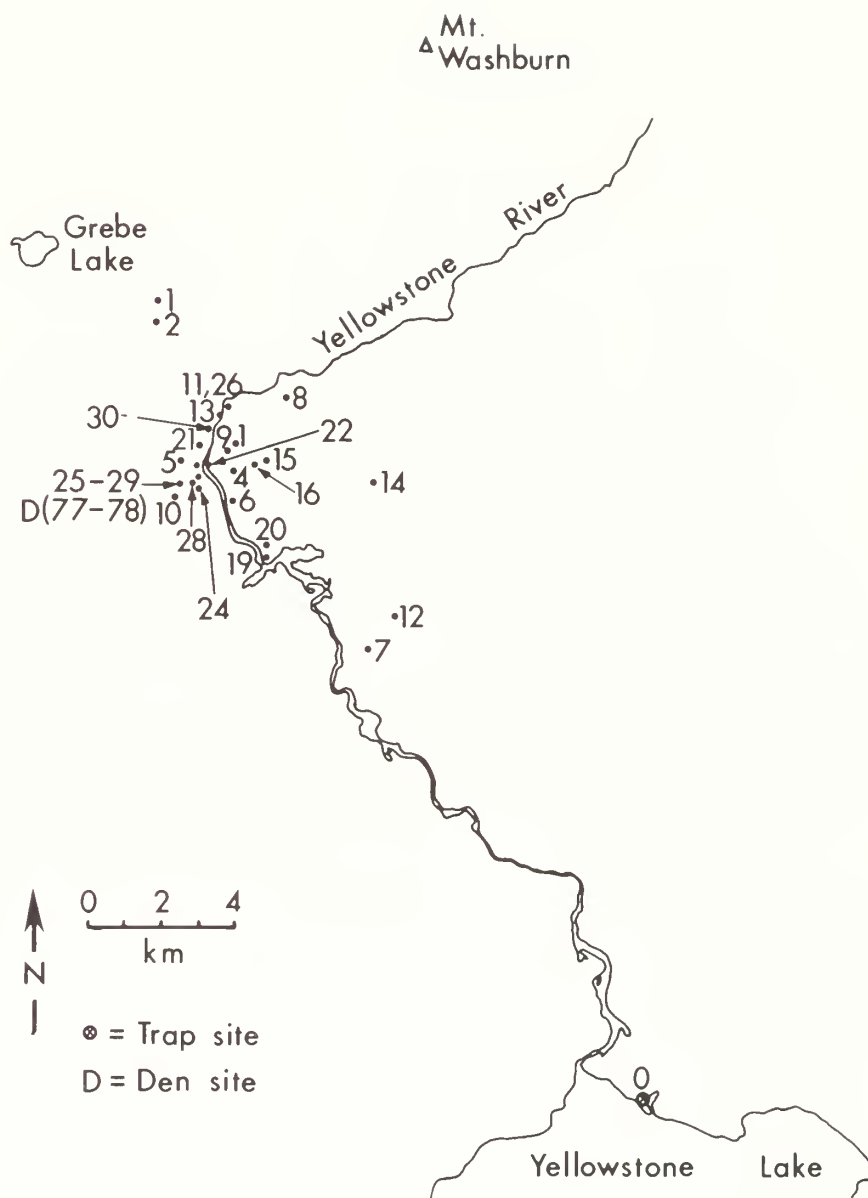 Mt.
Washburn
River
Grebe
Lake
Yellowstone
1
2
11,26
8
13
30-
22
21
9
1
5
15
25-29
4
16
14
D(77-78)
10
6
28
20
19
24
12
7
0 2 4
km
N
⊗ = Trap site
D = Den site
0
Yellowstone Lake